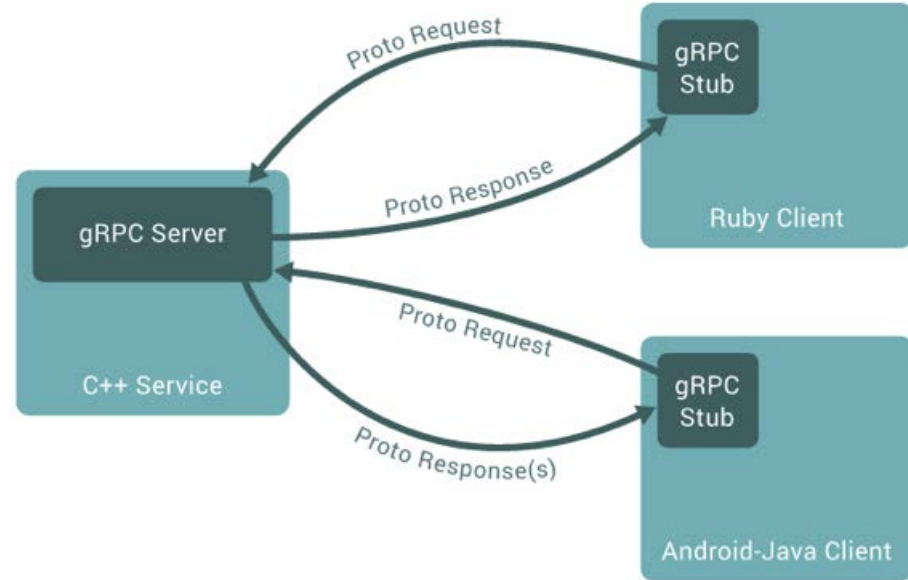 Proto Request
gRPC
Stub
Ruby Client
Proto Response
gRPC Server
C++ Service
Proto Request
gRPC
Stub
Proto Response(s)
Android-Java Client